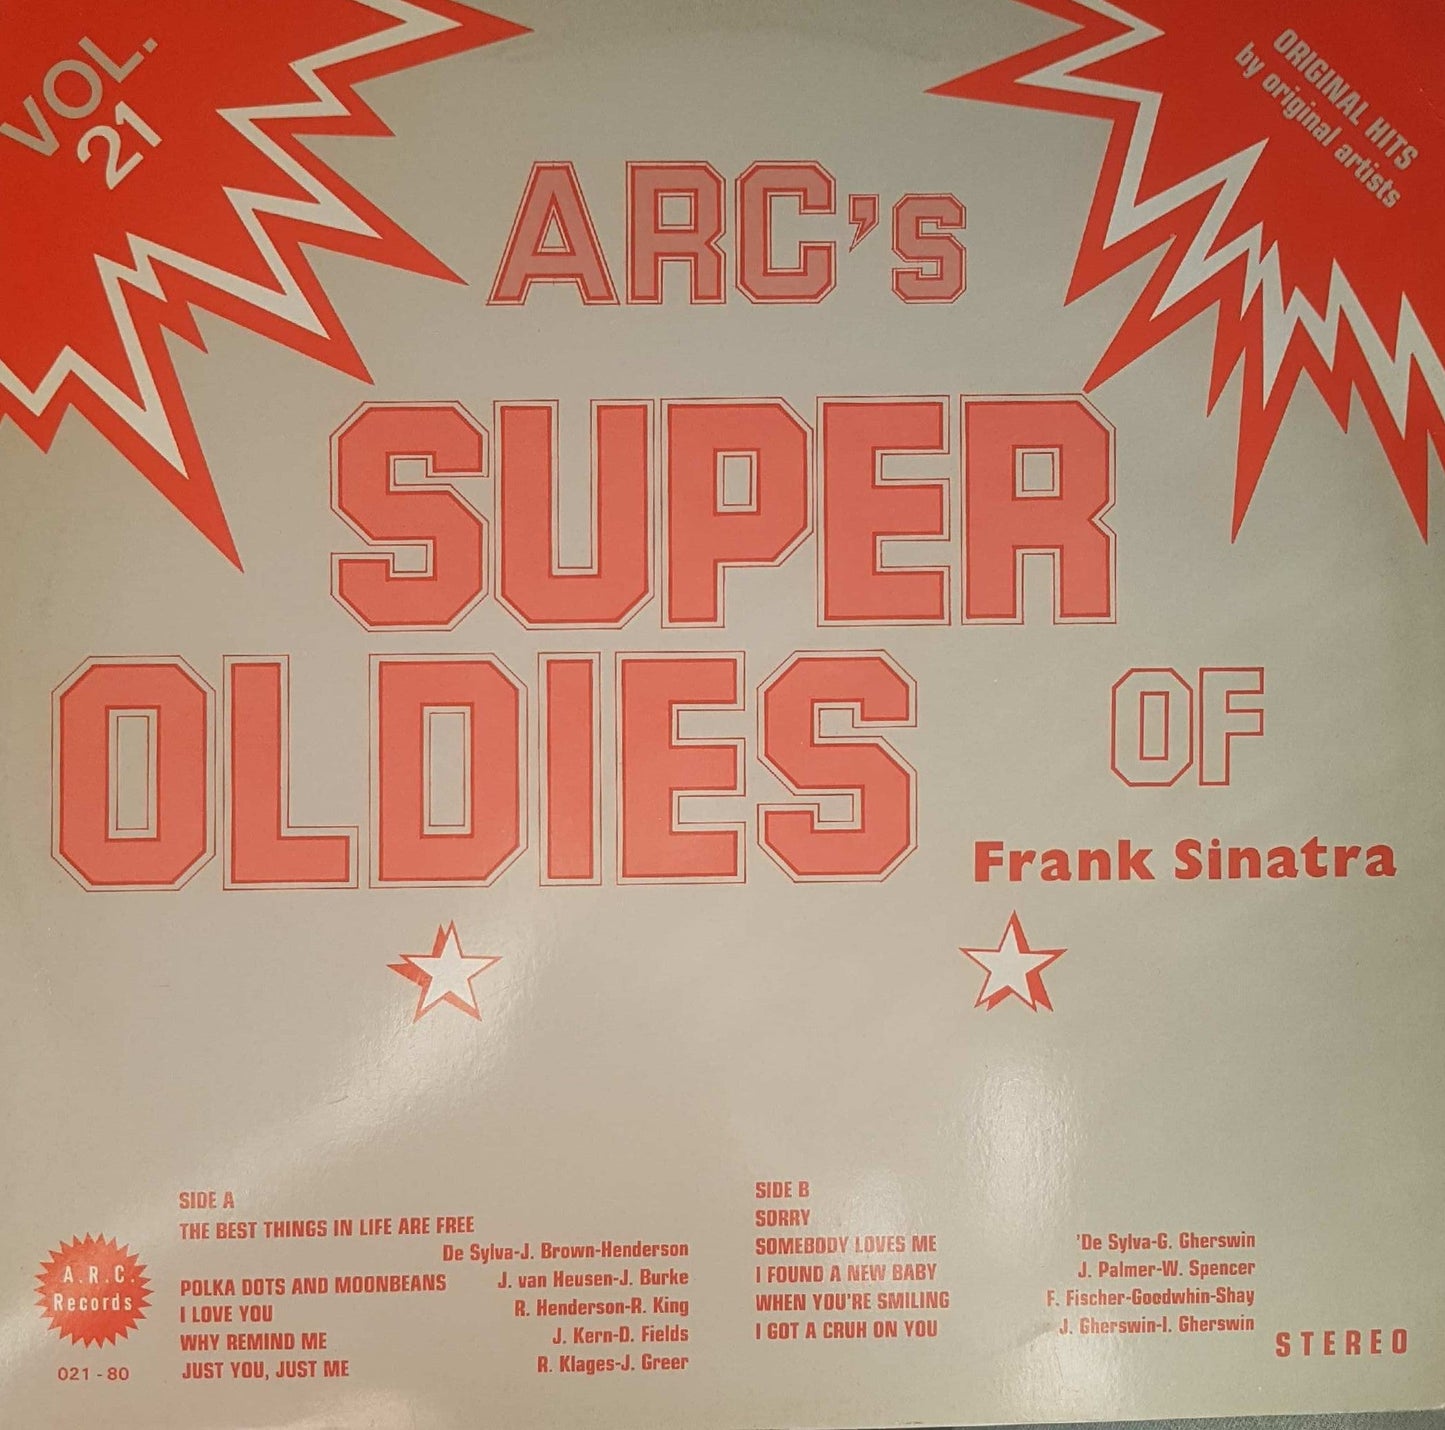 VOL.
21
ORIGINAL HITS
by original artists
ARC's
SUPER
OLDIES OF
Frank Sinatra
SIDE A
THE BEST THINGS IN LIFE ARE FREE
De Sylva-J. Brown-Henderson
POLKA DOTS AND MOONBEANS J. van Heusen-J. Burke
I LOVE YOU R. Henderson-R. King
WHY REMIND ME J. Kern-D. Fields
JUST YOU, JUST ME R. Klages-J. Greer
SIDE B
SORRY
SOMEBODY LOVES ME 'De Sylva-G. Gherswin
I FOUND A NEW BABY J. Palmer-W. Spencer
WHEN YOU'RE SMILING F. Fischer-Goodwhin-Shay
I GOT A CRUH ON YOU J. Gherswin-I. Gherswin
A.R.C.
Records
021 - 80
STEREO